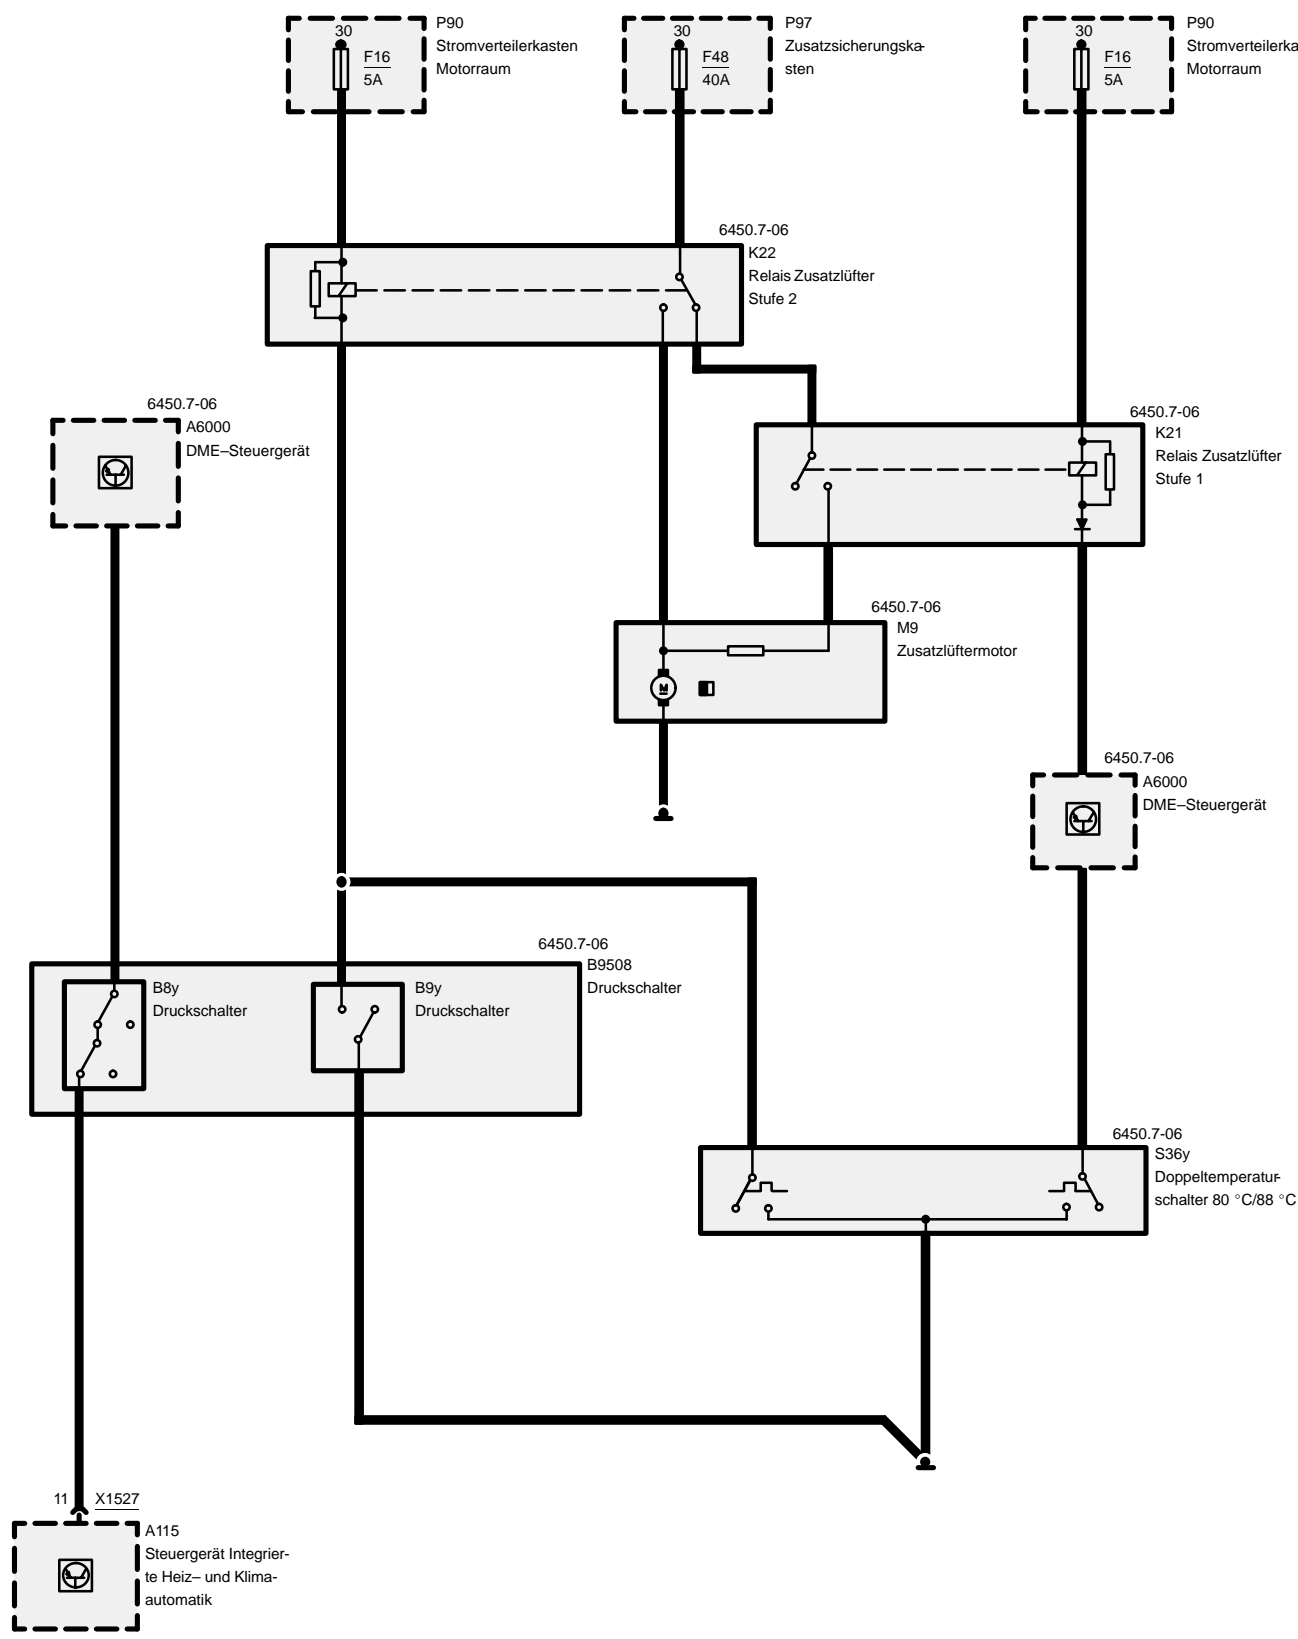 30
F16
5A
P90
Stromverteilerkasten
Motorraum
30
F48
40A
P97
Zusatzsicherungska-
sten
30
F16
5A
P90
Stromverteilerka
Motorraum
6450.7-06
K22
Relais Zusatzlüfter
Stufe 2
6450.7-06
A6000
DME–Steuergerät
6450.7-06
K21
Relais Zusatzlüfter
Stufe 1
6450.7-06
M9
Zusatzlüftermotor
M
6450.7-06
A6000
DME–Steuergerät
6450.7-06
B9508
Druckschalter
B8y
Druckschalter
B9y
Druckschalter
6450.7-06
S36y
Doppeltemperatur-
schalter 80 °C/88 °C
11 X1527
A115
Steuergerät Integrier-
te Heiz– und Klima-
automatik